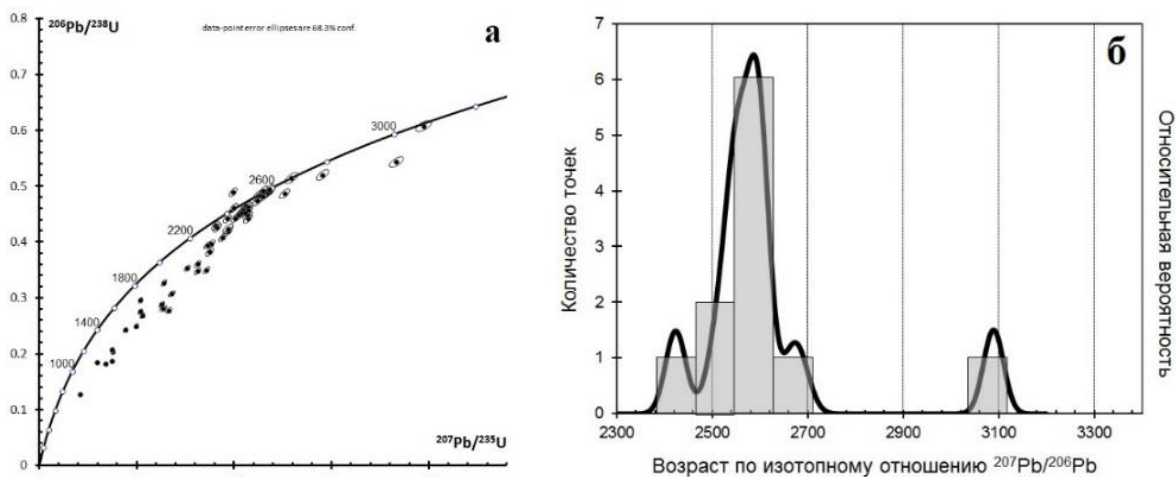 0.8
²⁰⁶Pb/²³⁸U
data-point error ellipses are 68.3% conf.
а
0.7
0.6
3000
0.5
2600
0.4
2200
0.3
1800
1400
0.2
1000
0.1
²⁰⁷Pb/²³⁵U
0
7
б
6
5
4
3
2
1
0
Количество точек
Относительная вероятность
2300 2500 2700 2900 3100 3300
Возраст по изотопному отношению ²⁰⁷Pb/²⁰⁶Pb